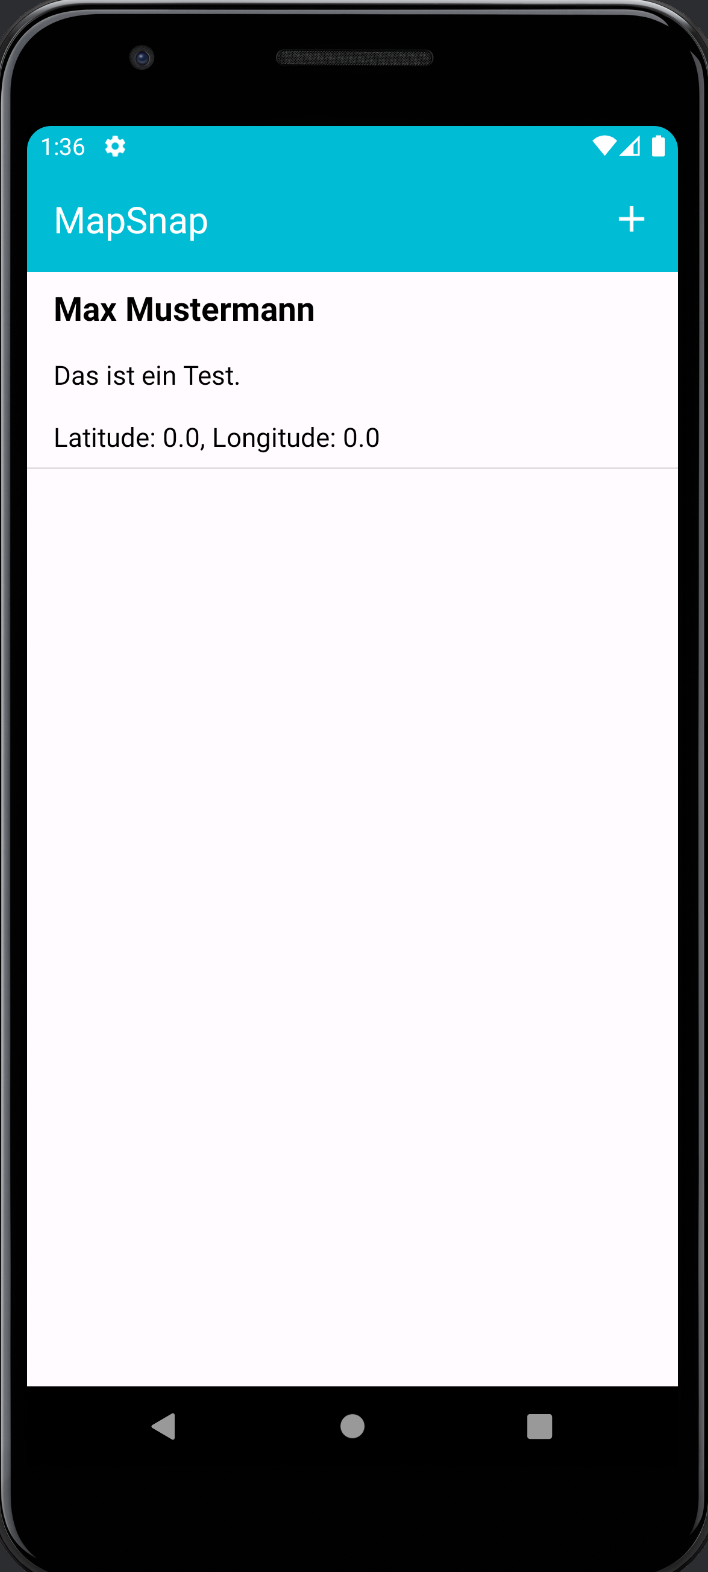 1:36
MapSnap
Max Mustermann
Das ist ein Test.
Latitude: 0.0, Longitude: 0.0